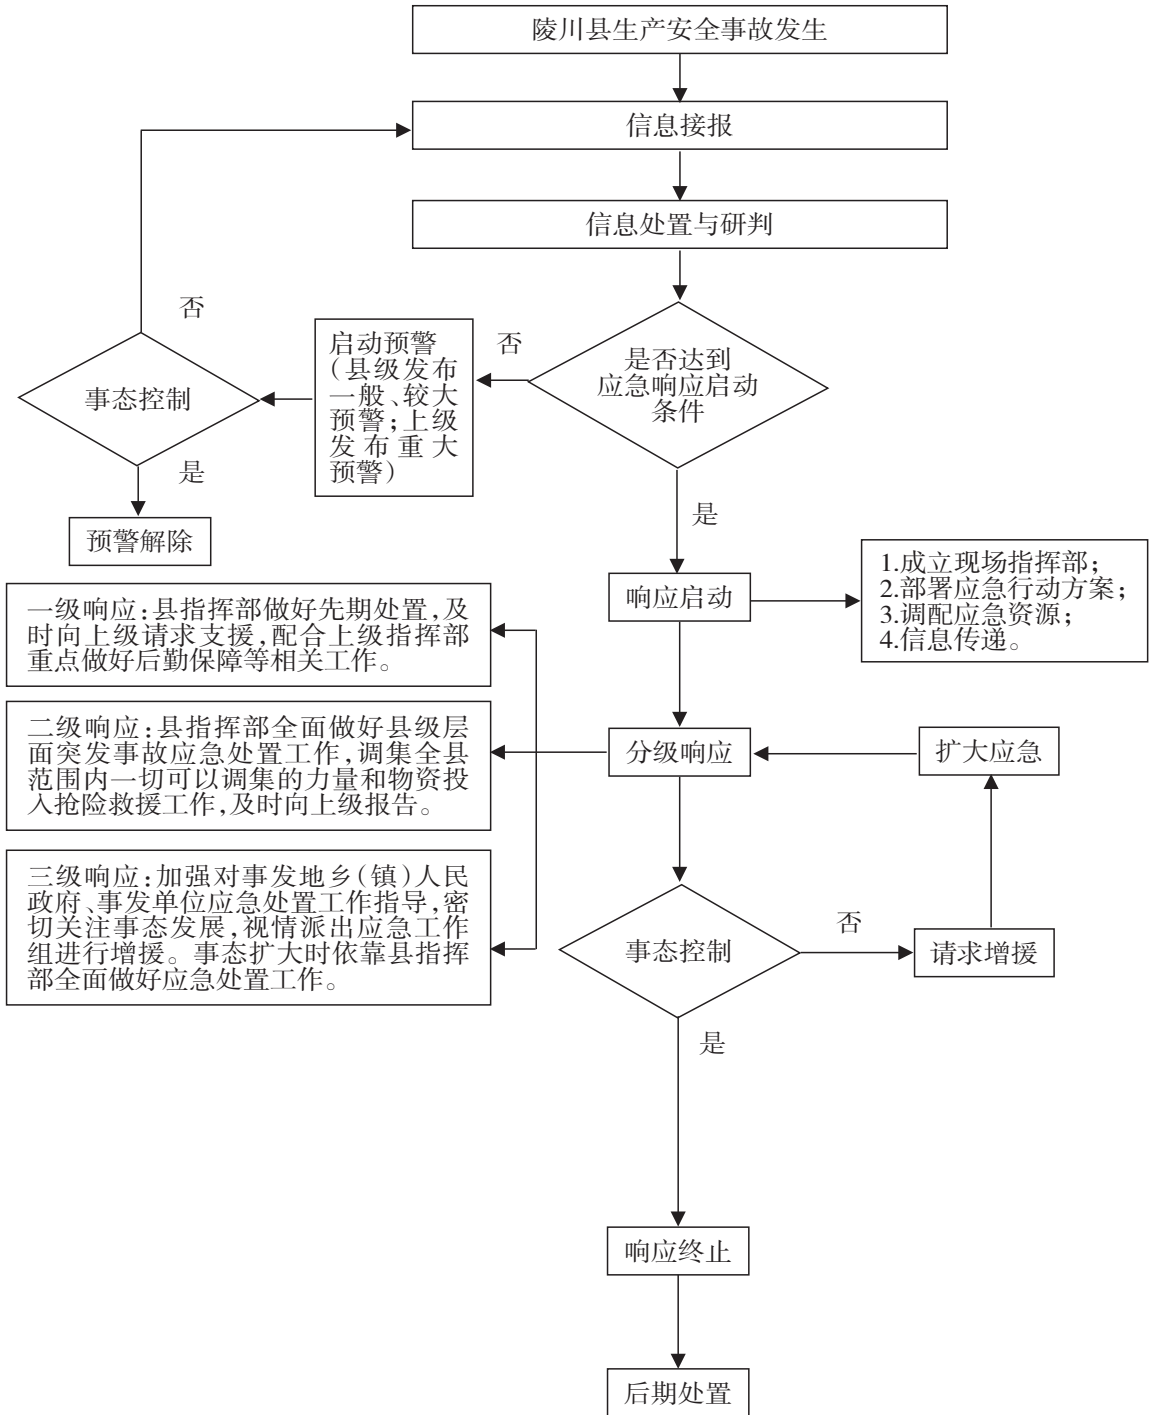 陵川县生产安全事故发生
信息接报
信息处置与研判
否
启动预警
(县级发布
一般、较大
预警;上级
发布重大
预警)
否
是否达到
应急响应启动
条件
事态控制
是
预警解除
是
响应启动
1.成立现场指挥部;
2.部署应急行动方案;
3.调配应急资源;
4.信息传递。
一级响应:县指挥部做好先期处置,及
时向上级请求支援,配合上级指挥部
重点做好后勤保障等相关工作。
二级响应:县指挥部全面做好县级层
面突发事故应急处置工作,调集全县
范围内一切可以调集的力量和物资投
入抢险救援工作,及时向上级报告。
分级响应
扩大应急
三级响应:加强对事发地乡(镇)人民
政府、事发单位应急处置工作指导,密
切关注事态发展,视情派出应急工作
组进行增援。事态扩大时依靠县指挥
部全面做好应急处置工作。
事态控制
否
请求增援
是
响应终止
后期处置